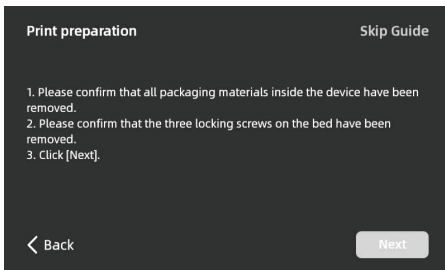 Print preparation
Skip Guide
1. Please confirm that all packaging materials inside the device have been
removed.
2. Please confirm that the three locking screws on the bed have been
removed.
3. Click [Next].
Back
Next